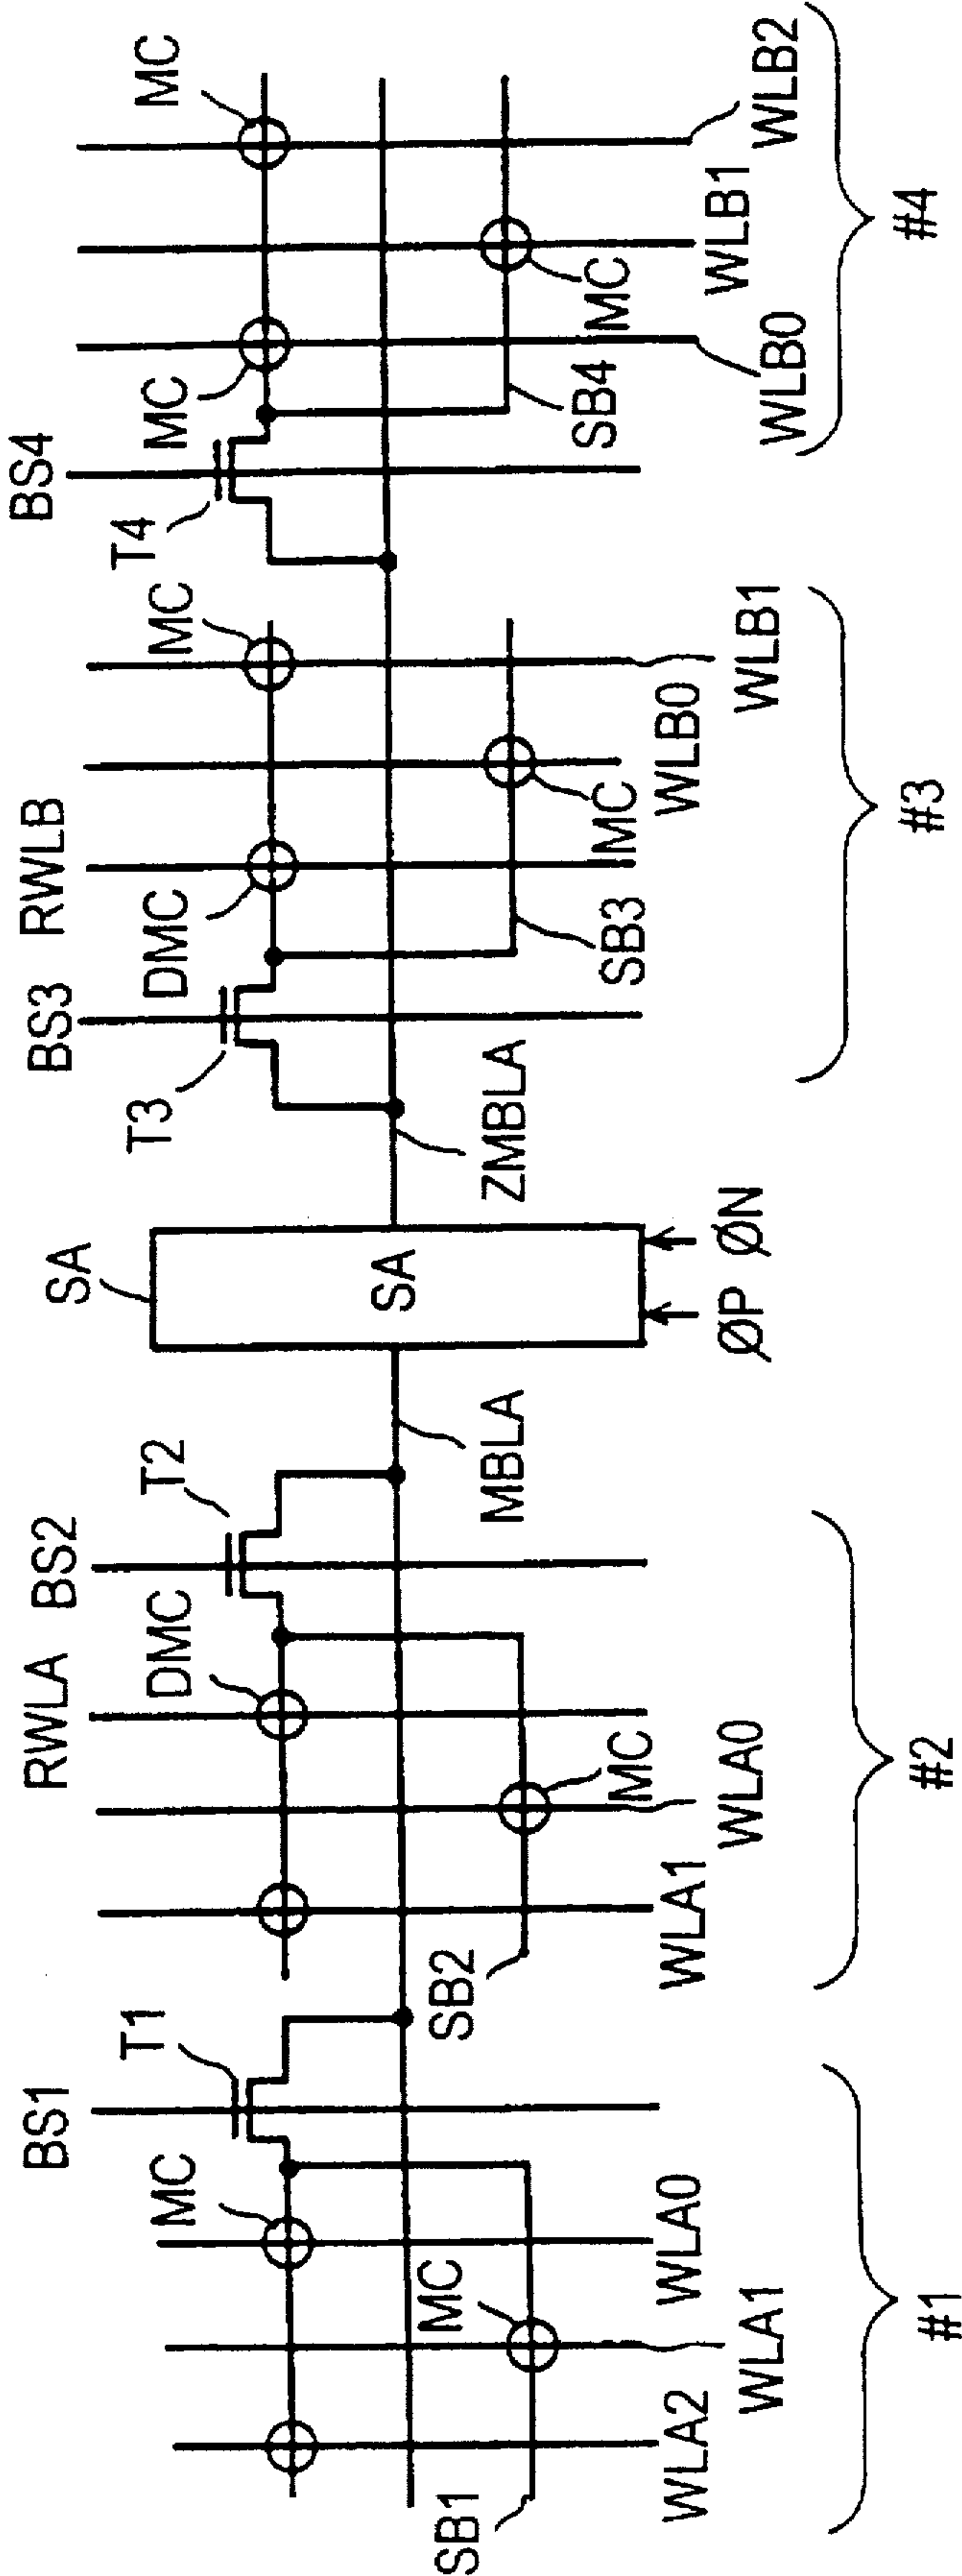 BS1
T1
MC
MC
SB1
WLA2
WLA1
WLA0
#1
RWLA
BS2
DMC
T2
MC
SB2
WLA1
WLA0
#2
MBLA
SA
SA
ØP
ØN
ZMBLA
BS3
RWLB
T3
DMC
MC
MC
SB3
WLB0
WLB1
#3
BS4
T4
MC
MC
MC
SB4
WLB0
WLB1
WLB2
#4